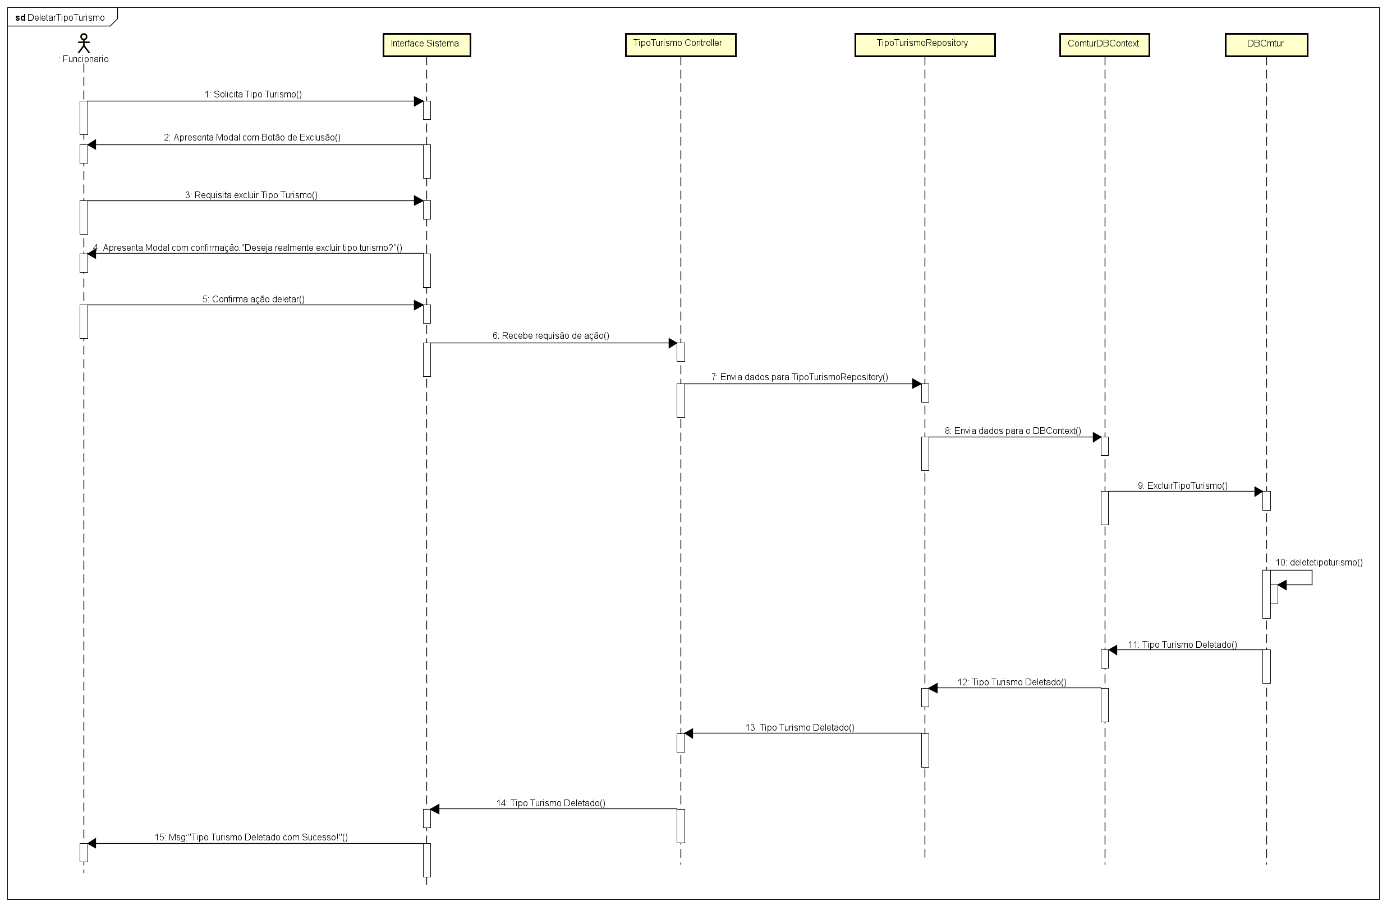 sd DeletarTipoTurismo
: Funcionario
Interface Sistema
TipoTurismo Controller
TipoTurismoRepository
ComturDBContext
DBCmtur
1: Solicita Tipo Turismo()
2: Apresenta Modal com Botão de Exclusão()
3: Requisita excluir Tipo Turismo()
4: Apresenta Modal com confirmação:"Deseja realmente excluir tipo turismo?"()
5: Confirma ação deletar()
6: Recebe requisão de ação()
7: Envia dados para TipoTurismoRepository()
8: Envia dados para o DBContext()
9: ExcluirTipoTurismo()
10: deletetipoturismo()
11: Tipo Turismo Deletado()
12: Tipo Turismo Deletado()
13: Tipo Turismo Deletado()
14: Tipo Turismo Deletado()
15: Msg:"Tipo Turismo Deletado com Sucesso!"()